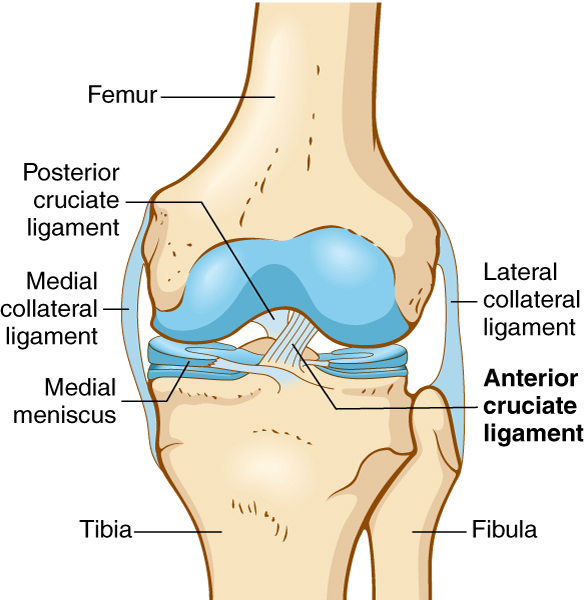 Femur
Posterior
cruciate
ligament
Medial
collateral
ligament
Medial
meniscus
Tibia
Lateral
collateral
ligament
Anterior
cruciate
ligament
Fibula